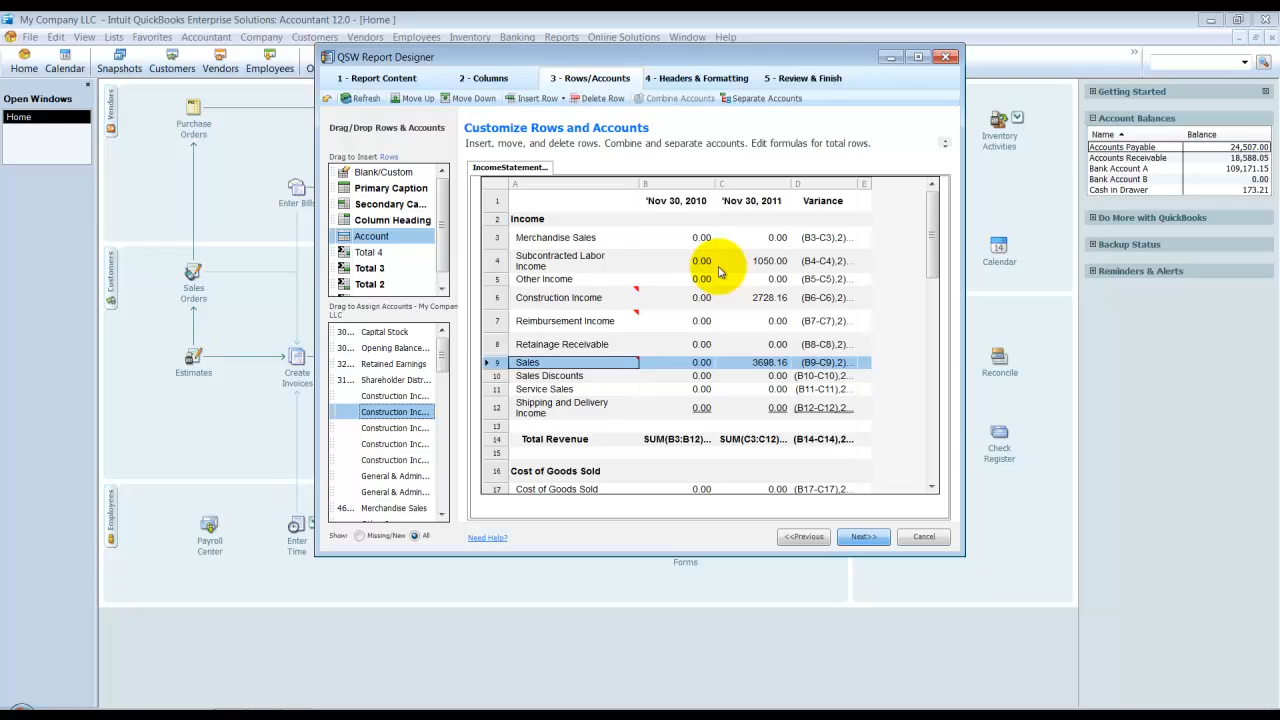 My Company LLC - Intuit QuickBooks Enterprise Solutions: Accountant 12.0 - [Home ]
File Edit View Lists Favorites Accountant Company Customers Vendors Employees Inventory Banking Reports Online Solutions Window Help
Home Calendar Snapshots Customers Vendors Employees
Open Windows
Home
Vendors
Purchase
Orders
Enter Bills
Customers
Sales
Orders
Estimates
Create
Invoices
Employees
Payroll
Center
Enter
Time
QSW Report Designer
1 - Report Content 2 - Columns 3 - Rows/Accounts 4 - Headers & Formatting 5 - Review & Finish
Refresh Move Up Move Down Insert Row Delete Row Combine Accounts Separate Accounts
Drag/Drop Rows & Accounts
Drag to Insert Rows
Blank/Custom
Primary Caption
Secondary Ca...
Column Heading
Account
Total 4
Total 3
Total 2
Drag to Assign Accounts - My Company
LLC
30... Capital Stock
30... Opening Balance...
32... Retained Earnings
31... Shareholder Distr...
Construction Inc...
Construction Inc...
Construction Inc...
Construction Inc...
Construction Inc...
General & Admin...
General & Admin...
46... Merchandise Sales
Show: Missing/New All
Customize Rows and Accounts
Insert, move, and delete rows. Combine and separate accounts. Edit formulas for total rows.
IncomeStatement...
A B C D E
1 'Nov 30, 2010 'Nov 30, 2011 Variance
2 Income
3 Merchandise Sales 0.00 0.00 (B3-C3),2)...
4 Subcontracted Labor Income 0.00 1050.00 (B4-C4),2)...
5 Other Income 0.00 0.00 (B5-C5),2)...
6 Construction Income 0.00 2728.16 (B6-C6),2)...
7 Reimbursement Income 0.00 0.00 (B7-C7),2)...
8 Retainage Receivable 0.00 0.00 (B8-C8),2)...
9 Sales 0.00 3698.16 (B9-C9),2)...
10 Sales Discounts 0.00 0.00 (B10-C10),2...
11 Service Sales 0.00 0.00 (B11-C11),2...
12 Shipping and Delivery Income 0.00 0.00 (B12-C12),2...
13
14 Total Revenue SUM(B3:B12)... SUM(C3:C12)... (B14-C14),2...
15
16 Cost of Goods Sold
17 Cost of Goods Sold 0.00 0.00 (B17-C17),2...
Need Help?
<<Previous Next>> Cancel
Forms
Inventory
Activities
Calendar
Reconcile
Check
Register
Getting Started
Account Balances
Name Balance
Accounts Payable 24,507.00
Accounts Receivable 18,588.05
Bank Account A 109,171.15
Bank Account B 0.00
Cash in Drawer 173.21
Do More with QuickBooks
Backup Status
Reminders & Alerts